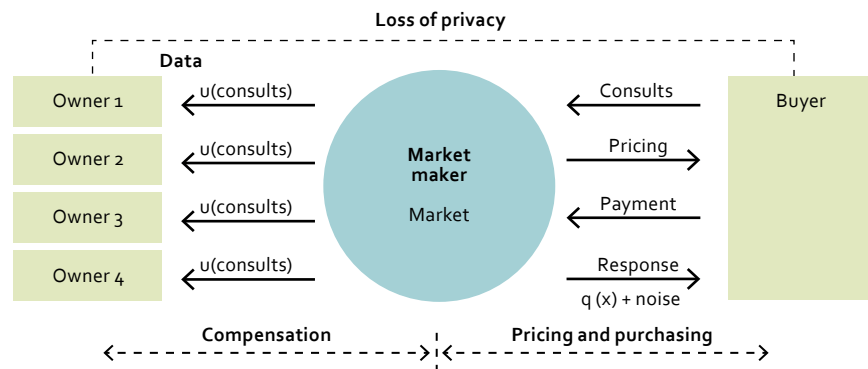 Loss of privacy
Data
Owner 1
u(consults)
Consults
Buyer
Owner 2
u(consults)
Market
maker
Pricing
Owner 3
u(consults)
Market
Payment
Owner 4
u(consults)
Response
q (x) + noise
Compensation
Pricing and purchasing